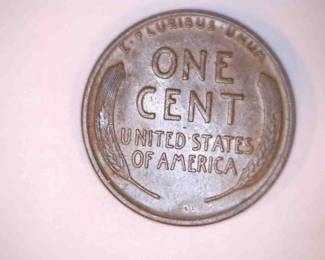 E·PLURIBUS·UNUM
ONE
CENT
UNITED STATES
OF AMERICA